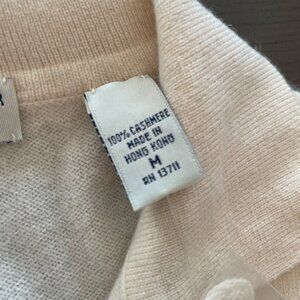 100% CASHMERE
MADE IN
HONG KONG
M
RN 13711